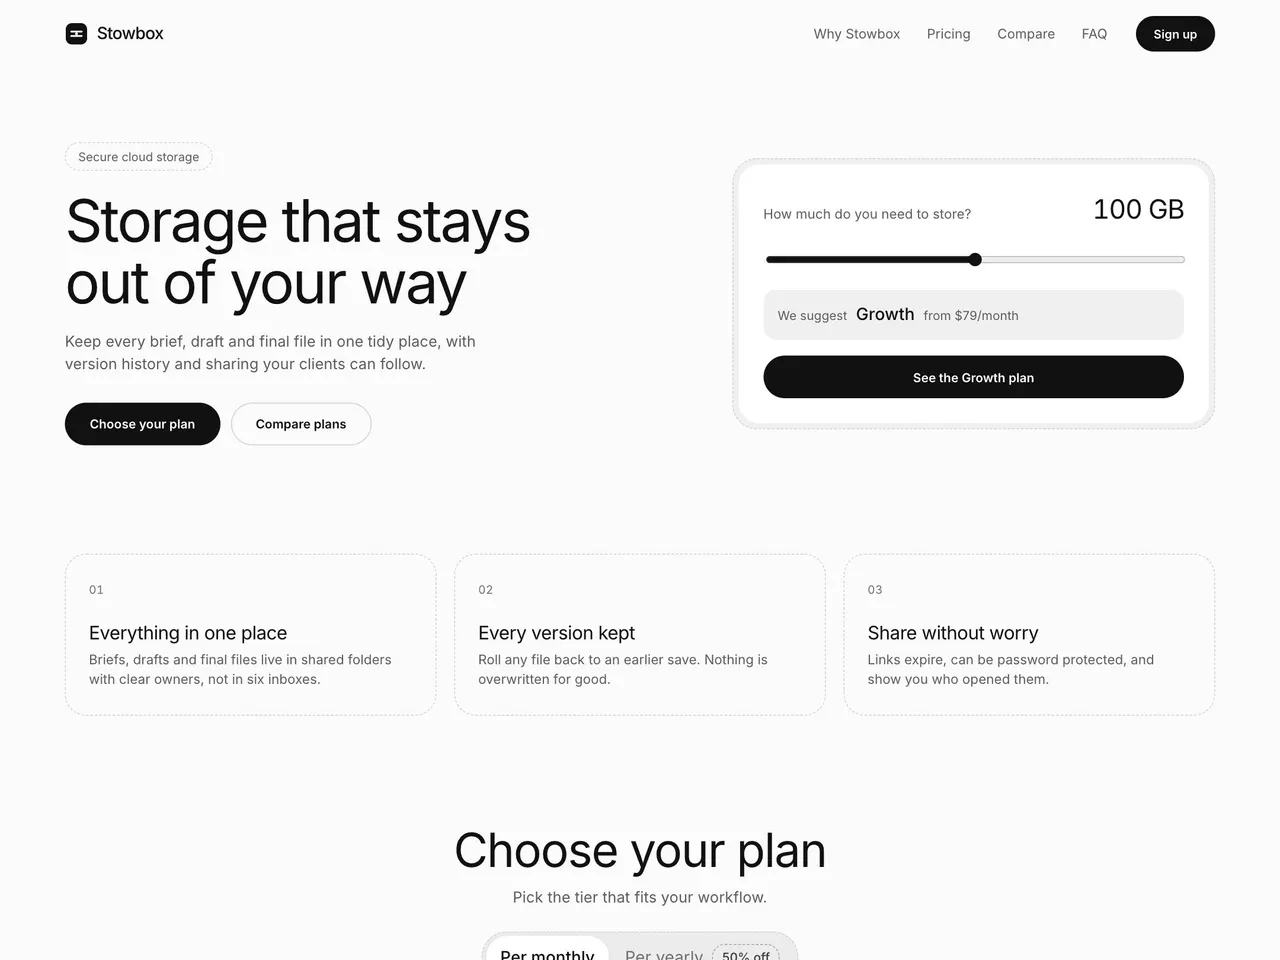 Stowbox
Why Stowbox
Pricing
Compare
FAQ
Sign up
Secure cloud storage
Storage that stays
out of your way
Keep every brief, draft and final file in one tidy place, with
version history and sharing your clients can follow.
Choose your plan
Compare plans
How much do you need to store?
100 GB
We suggest Growth from $79/month
See the Growth plan
01
Everything in one place
Briefs, drafts and final files live in shared folders
with clear owners, not in six inboxes.
02
Every version kept
Roll any file back to an earlier save. Nothing is
overwritten for good.
03
Share without worry
Links expire, can be password protected, and
show you who opened them.
Choose your plan
Pick the tier that fits your workflow.
Per monthly
Per yearly
50% off